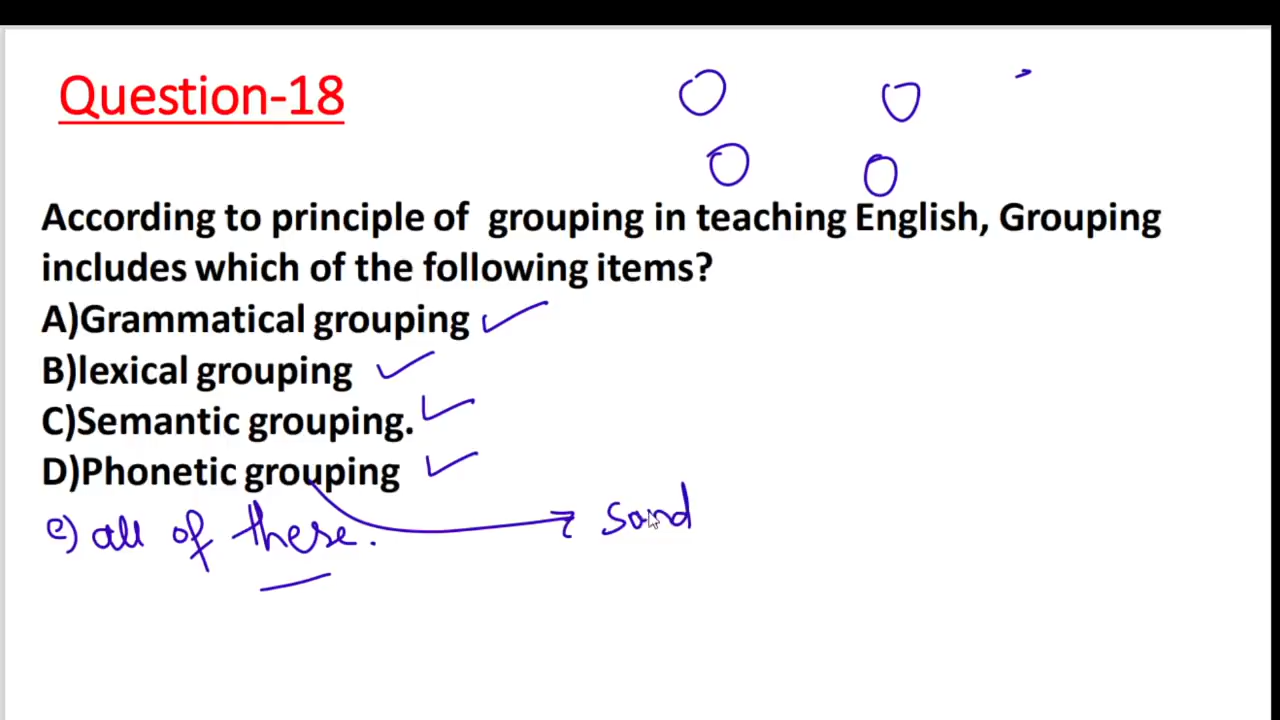 Question-18
According to principle of grouping in teaching English, Grouping
includes which of the following items?
A)Grammatical grouping
B)lexical grouping
C)Semantic grouping.
D)Phonetic grouping
e) all of these.